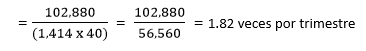 = 102,880 / (1,414 x 40) = 102,880 / 56,560 = 1.82 veces por trimestre